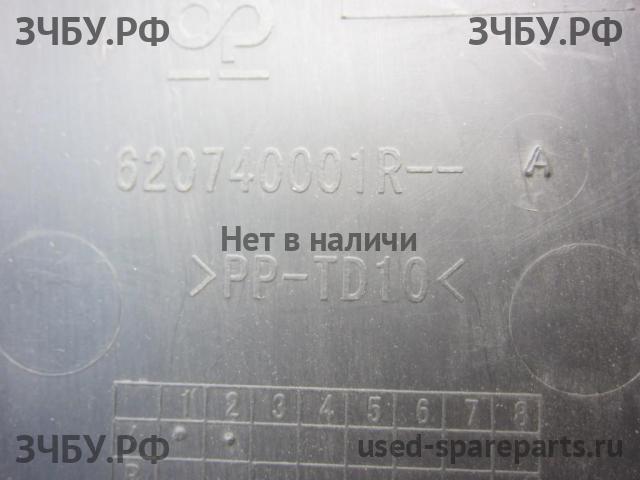 ЗЧБУ.РФ ЗЧБУ.РФ
620740001R-- A
Нет в наличи
>PP-TD10<
1 2 3 4 5 6 7 8
ЗЧБУ.РФ used-spareparts.ru